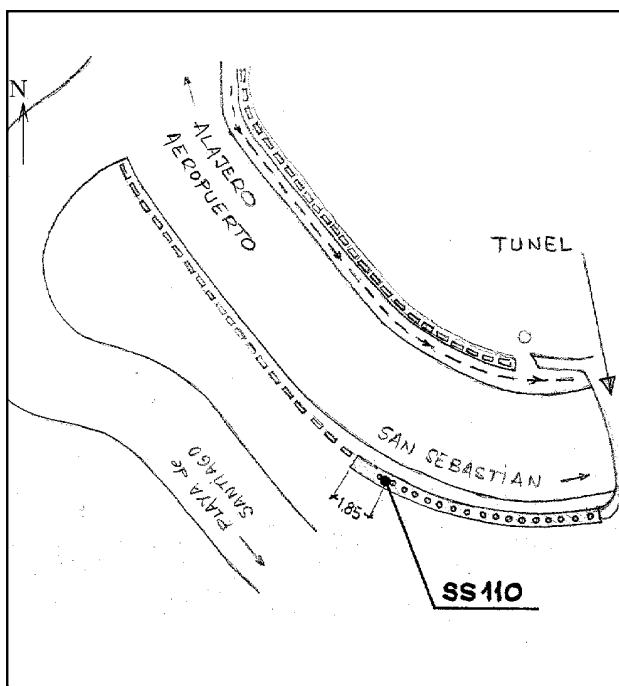 N
ALAJERO
AEROPUERTO
TUNEL
SAN SEBASTIAN
PLAYA de
SANTIAGO
1.85
SS110